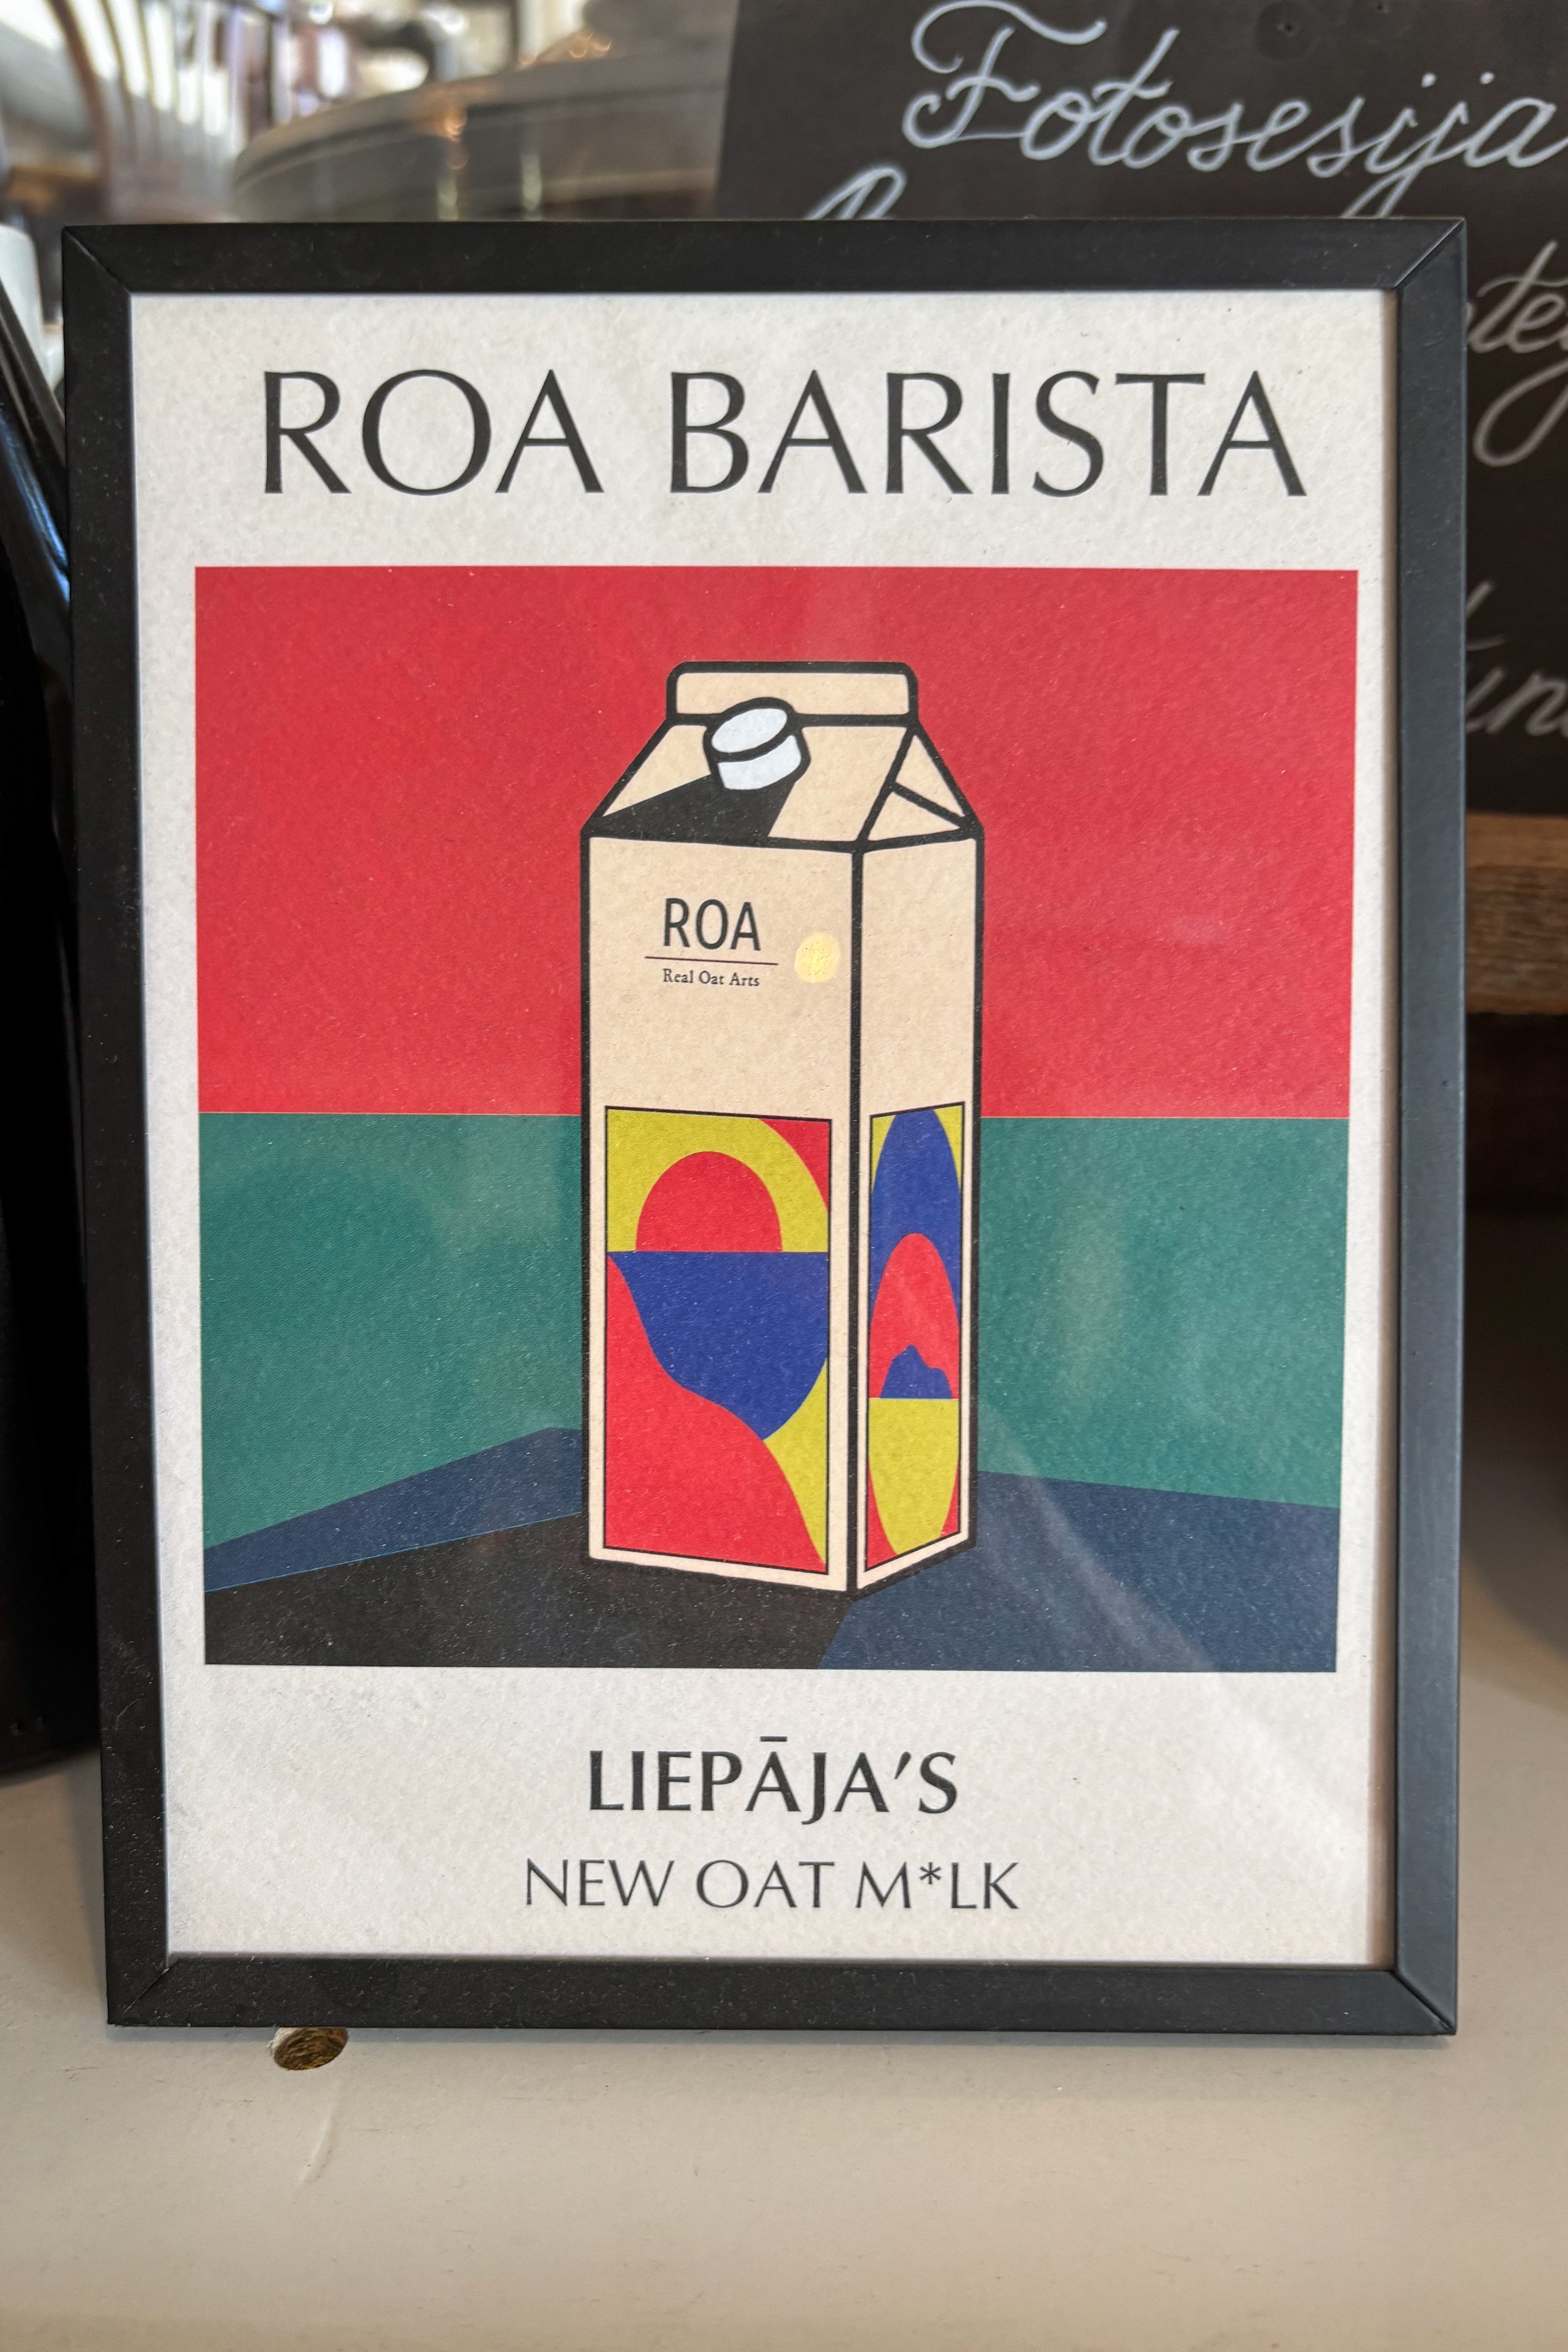 Fotosesija
ROA BARISTA
ROA
Real Oat Arts
LIEPĀJA'S
NEW OAT M*LK